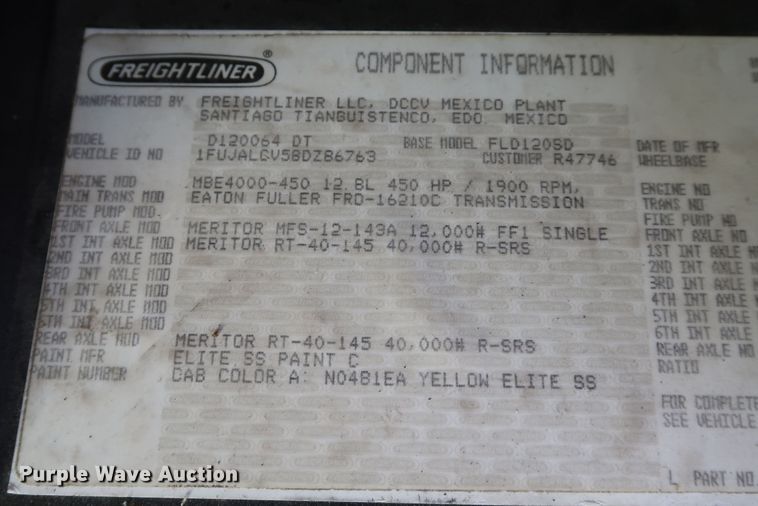 FREIGHTLINER ® COMPONENT INFORMATION
MANUFACTURED BY FREIGHTLINER LLC, DCCV MEXICO PLANT
SANTIAGO TIANGUISTENCO, EDO. MEXICO
MODEL D120064 DT BASE MODEL FLD120SD DATE OF MFR
VEHICLE ID NO 1FUJALCV58DZ86763 CUSTOMER R47746 WHEELBASE
ENGINE MOD MBE4000-450 12.8L 450 HP / 1900 RPM, ENGINE NO
MAIN TRANS MOD EATON FULLER FRO-16210C TRANSMISSION TRANS NO
FIRE PUMP MOD FIRE PUMP NO
FRONT AXLE MOD MERITOR MFS-12-143A 12,000# FF1 SINGLE FRONT AXLE NO
1ST INT AXLE MOD MERITOR RT-40-145 40,000# R-SRS 1ST INT AXLE
2ND INT AXLE MOD 2ND INT AXLE
3RD INT AXLE MOD 3RD INT AXLE
4TH INT AXLE MOD 4TH INT AXLE
5TH INT AXLE MOD 5TH INT AXLE
6TH INT AXLE MOD 6TH INT AXLE
REAR AXLE MOD MERITOR RT-40-145 40,000# R-SRS REAR AXLE NO
PAINT MFR ELITE SS PAINT C RATIO
PAINT NUMBER CAB COLOR A: N0481EA YELLOW ELITE SS
FOR COMPLETE
SEE VEHICLE
L PART NO
Purple Wave Auction